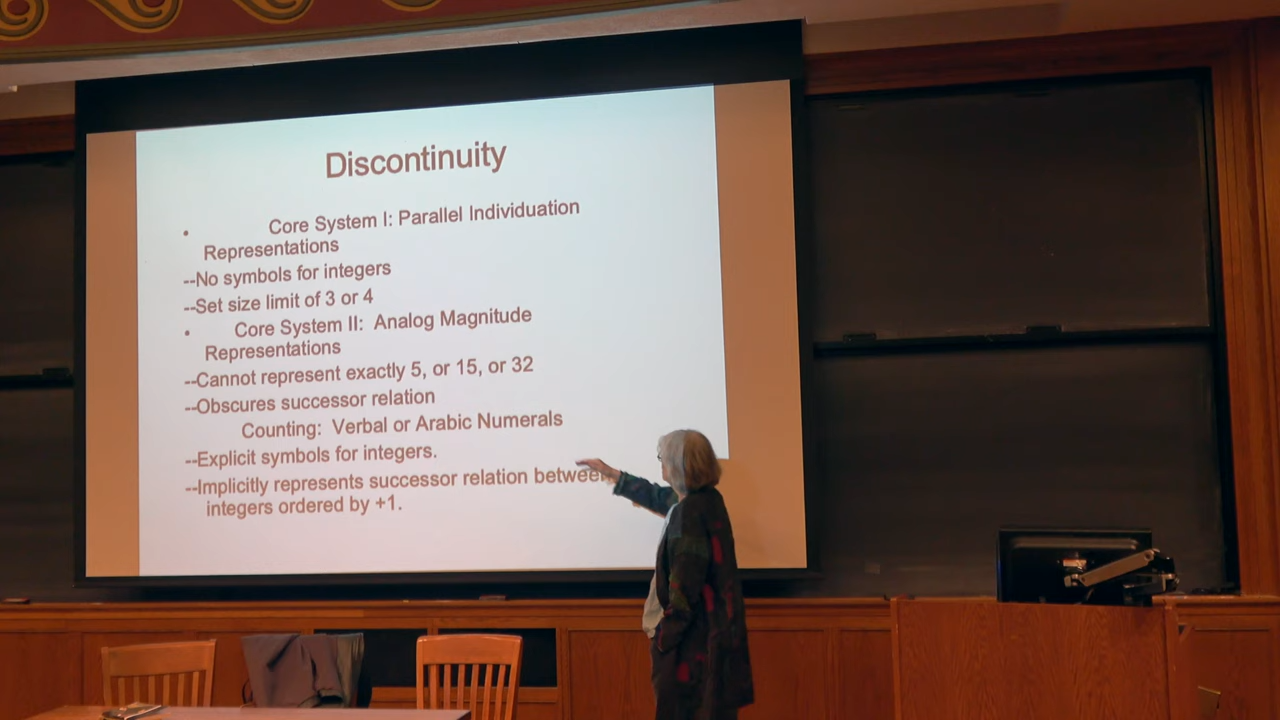 Discontinuity
• Core System I: Parallel Individuation
Representations
--No symbols for integers
--Set size limit of 3 or 4
• Core System II: Analog Magnitude
Representations
--Cannot represent exactly 5, or 15, or 32
--Obscures successor relation
Counting: Verbal or Arabic Numerals
--Explicit symbols for integers.
--Implicitly represents successor relation between
integers ordered by +1.